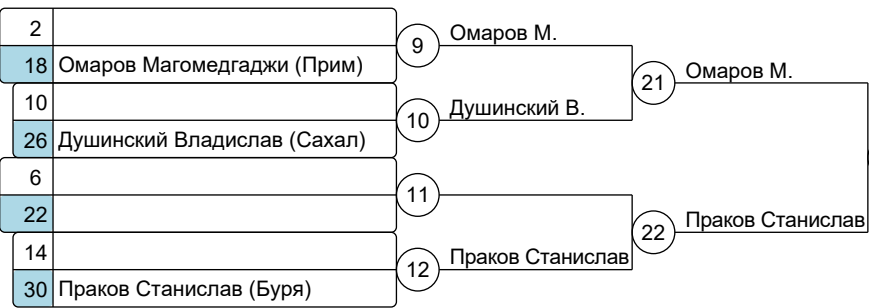 2
18 Омаров Магомедгаджи (Прим)
10
26 Душинский Владислав (Сахал)
6
22
14
30 Праков Станислав (Буря)
9 Омаров М.
10 Душинский В.
11
12 Праков Станислав
21 Омаров М.
22 Праков Станислав